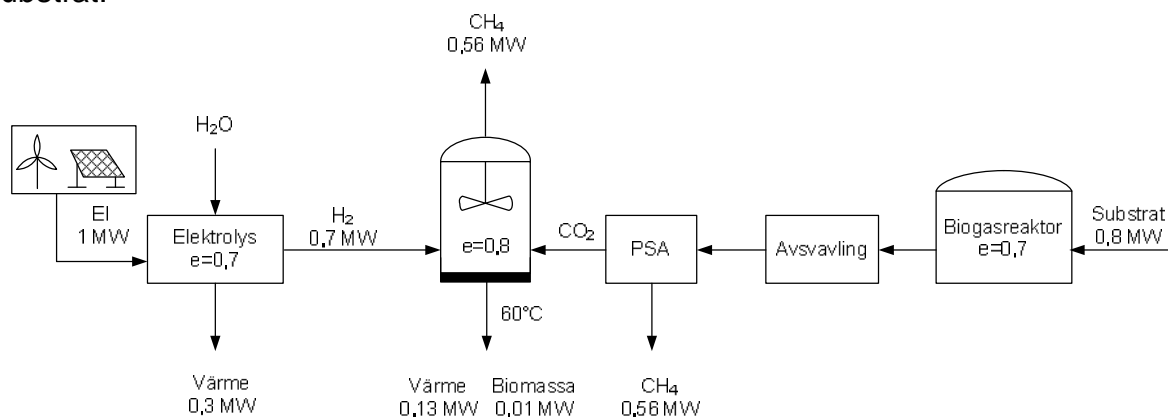 CH₄
0,56 MW
H₂O
El
1 MW
Elektrolys
e=0,7
H₂
0,7 MW
e=0,8
CO₂
PSA
Avsvavling
Biogasreaktor
e=0,7
Substrat
0,8 MW
60°C
Värme
0,3 MW
Värme
0,13 MW
Biomassa
0,01 MW
CH₄
0,56 MW